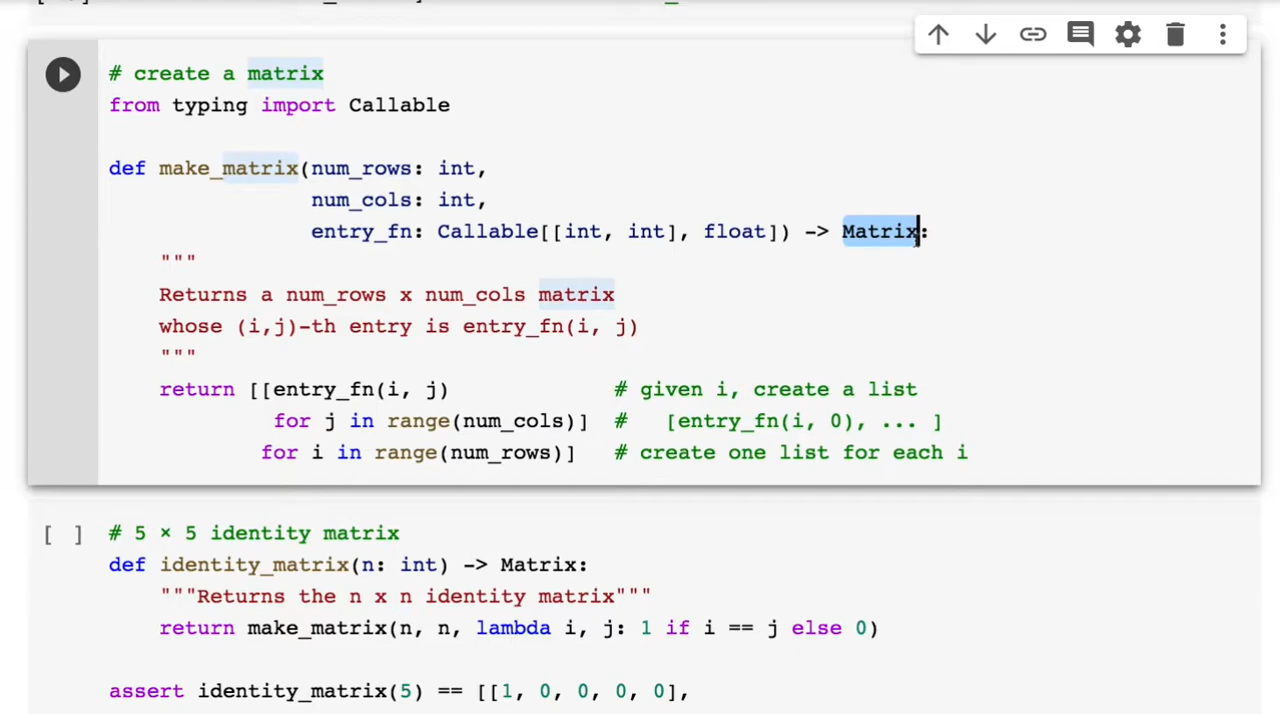 # create a matrix
from typing import Callable
def make_matrix(num_rows: int,
num_cols: int,
entry_fn: Callable[[int, int], float]) -> Matrix:
"""
Returns a num_rows x num_cols matrix
whose (i,j)-th entry is entry_fn(i, j)
"""
return [[entry_fn(i, j) # given i, create a list
for j in range(num_cols)] # [entry_fn(i, 0), ... ]
for i in range(num_rows)] # create one list for each i
[ ] # 5 × 5 identity matrix
def identity_matrix(n: int) -> Matrix:
"""Returns the n x n identity matrix"""
return make_matrix(n, n, lambda i, j: 1 if i == j else 0)
assert identity_matrix(5) == [[1, 0, 0, 0, 0],